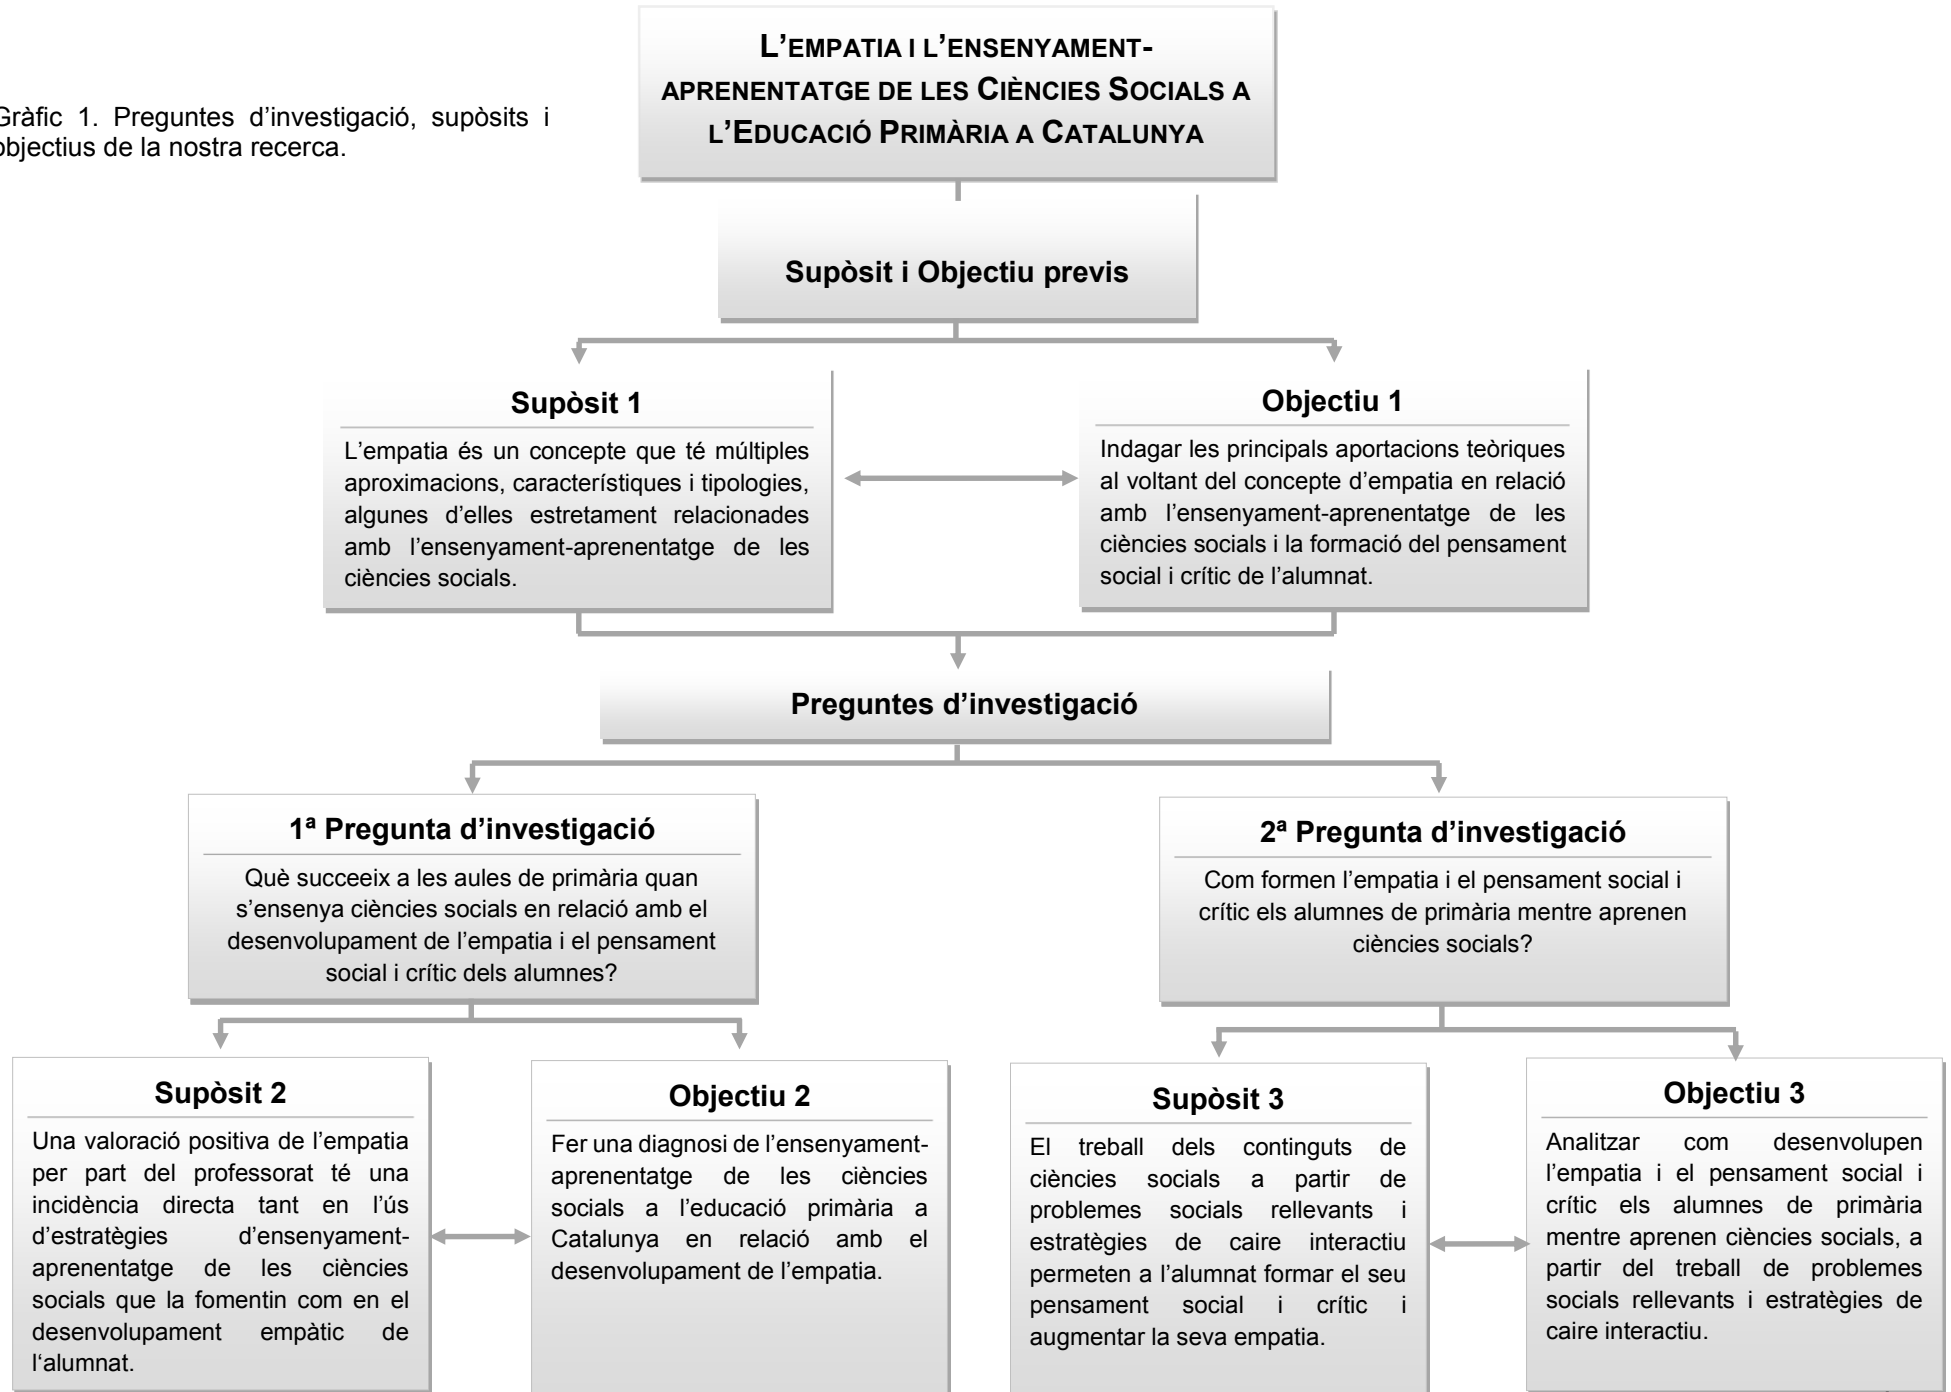 L'EMPATIA I L'ENSENYAMENT-
APRENENTATGE DE LES CIÈNCIES SOCIALS A
L'EDUCACIÓ PRIMÀRIA A CATALUNYA
Gràfic 1. Preguntes d'investigació, supòsits i
objectius de la nostra recerca.
Supòsit i Objectiu previs
Supòsit 1
L'empatia és un concepte que té múltiples
aproximacions, característiques i tipologies,
algunes d'elles estretament relacionades
amb l'ensenyament-aprenentatge de les
ciències socials.
Objectiu 1
Indagar les principals aportacions teòriques
al voltant del concepte d'empatia en relació
amb l'ensenyament-aprenentatge de les
ciències socials i la formació del pensament
social i crític de l'alumnat.
Preguntes d'investigació
1ª Pregunta d'investigació
Què succeeix a les aules de primària quan
s'ensenya ciències socials en relació amb el
desenvolupament de l'empatia i el pensament
social i crític dels alumnes?
2ª Pregunta d'investigació
Com formen l'empatia i el pensament social i
crític els alumnes de primària mentre aprenen
ciències socials?
Supòsit 2
Una valoració positiva de l'empatia
per part del professorat té una
incidència directa tant en l'ús
d'estratègies d'ensenyament-
aprenentatge de les ciències
socials que la fomentin com en el
desenvolupament empàtic de
l'alumnat.
Objectiu 2
Fer una diagnosi de l'ensenyament-
aprenentatge de les ciències
socials a l'educació primària a
Catalunya en relació amb el
desenvolupament de l'empatia.
Supòsit 3
El treball dels continguts de
ciències socials a partir de
problemes socials rellevants i
estratègies de caire interactiu
permeten a l'alumnat formar el seu
pensament social i crític i
augmentar la seva empatia.
Objectiu 3
Analitzar com desenvolupen
l'empatia i el pensament social i
crític els alumnes de primària
mentre aprenen ciències socials, a
partir del treball de problemes
socials rellevants i estratègies de
caire interactiu.